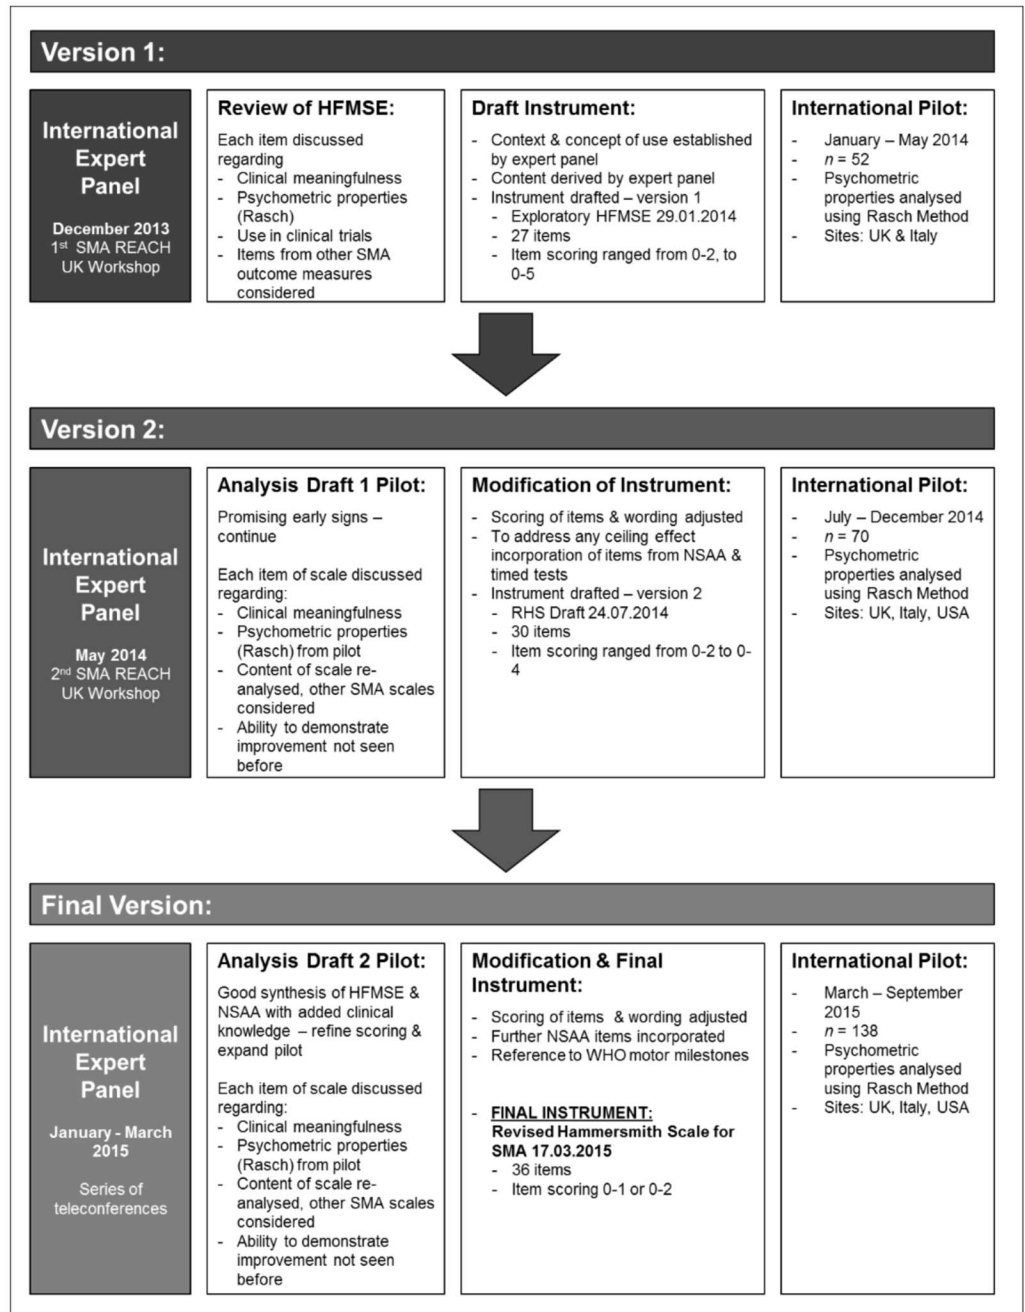 Version 1:
International
Expert
Panel
December 2013
1st SMA REACH
UK Workshop
Review of HFMSE:
Each item discussed
regarding
- Clinical meaningfulness
- Psychometric properties
(Rasch)
- Use in clinical trials
- Items from other SMA
outcome measures
considered
Draft Instrument:
- Context & concept of use established
by expert panel
- Content derived by expert panel
- Instrument drafted – version 1
- Exploratory HFMSE 29.01.2014
- 27 items
- Item scoring ranged from 0-2, to
0-5
International Pilot:
- January – May 2014
- n = 52
- Psychometric
properties analysed
using Rasch Method
- Sites: UK & Italy
Version 2:
International
Expert
Panel
May 2014
2nd SMA REACH
UK Workshop
Analysis Draft 1 Pilot:
Promising early signs –
continue
Each item of scale discussed
regarding:
- Clinical meaningfulness
- Psychometric properties
(Rasch) from pilot
- Content of scale re-
analysed, other SMA scales
considered
- Ability to demonstrate
improvement not seen
before
Modification of Instrument:
- Scoring of items & wording adjusted
- To address any ceiling effect
incorporation of items from NSAA &
timed tests
- Instrument drafted – version 2
- RHS Draft 24.07.2014
- 30 items
- Item scoring ranged from 0-2 to 0-
4
International Pilot:
- July – December 2014
- n = 70
- Psychometric
properties analysed
using Rasch Method
- Sites: UK, Italy, USA
Final Version:
International
Expert
Panel
January - March
2015
Series of
teleconferences
Analysis Draft 2 Pilot:
Good synthesis of HFMSE &
NSAA with added clinical
knowledge – refine scoring &
expand pilot
Each item of scale discussed
regarding:
- Clinical meaningfulness
- Psychometric properties
(Rasch) from pilot
- Content of scale re-
analysed, other SMA scales
considered
- Ability to demonstrate
improvement not seen
before
Modification & Final
Instrument:
- Scoring of items & wording adjusted
- Further NSAA items incorporated
- Reference to WHO motor milestones
- FINAL INSTRUMENT:
Revised Hammersmith Scale for
SMA 17.03.2015
- 36 items
- Item scoring 0-1 or 0-2
International Pilot:
- March – September
2015
- n = 138
- Psychometric
properties analysed
using Rasch Method
- Sites: UK, Italy, USA